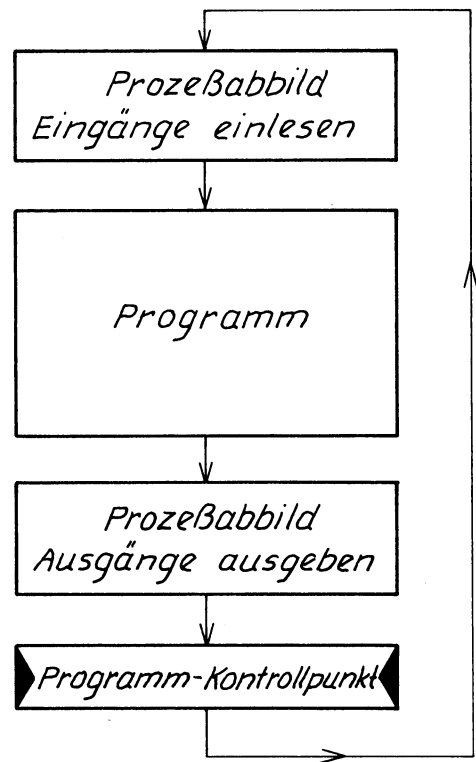 Prozeßabbild
Eingänge einlesen
Programm
Prozeßabbild
Ausgänge ausgeben
Programm-Kontrollpunkt